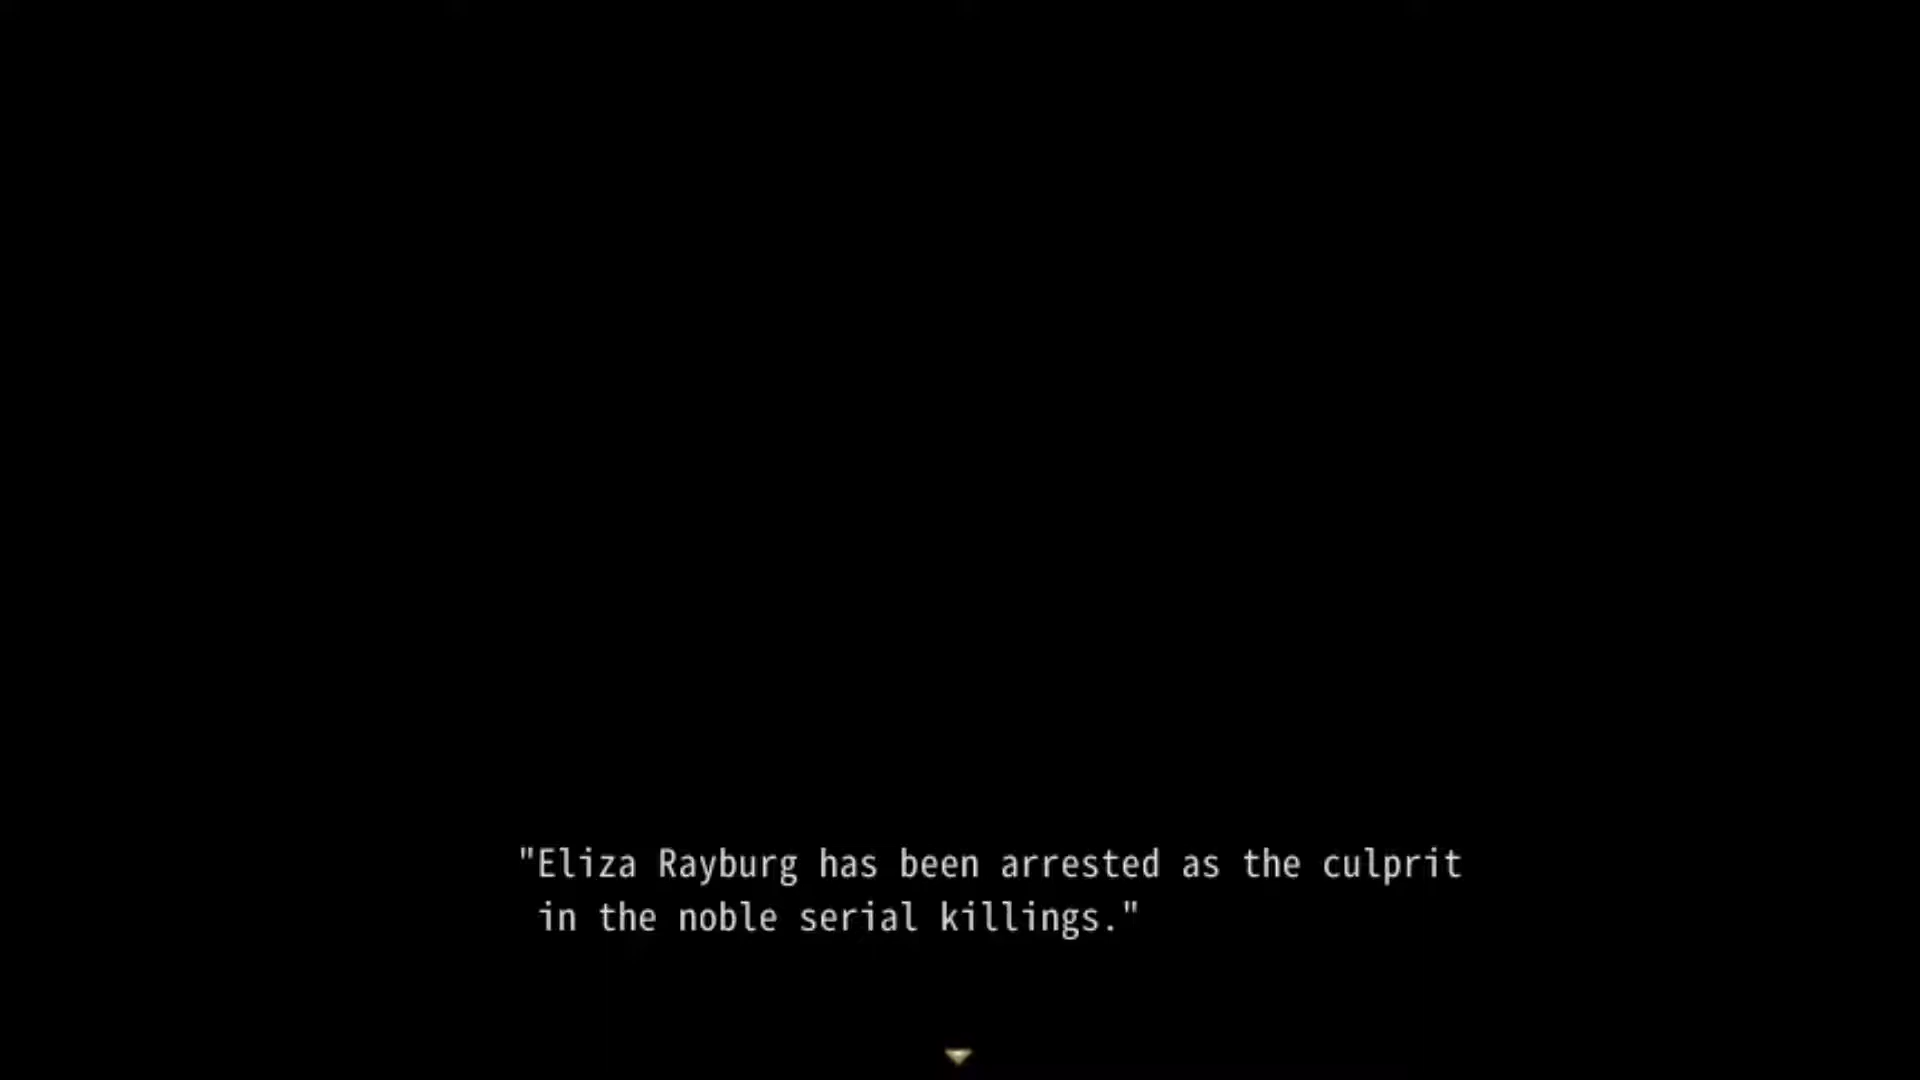 "Eliza Rayburg has been arrested as the culprit
in the noble serial killings."